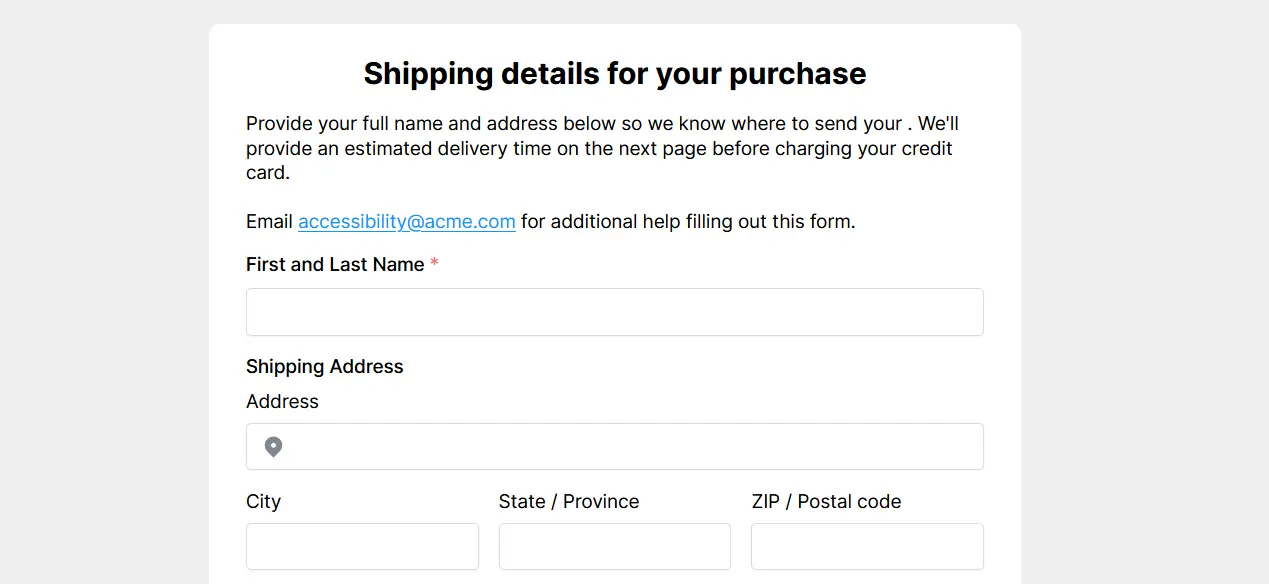 Shipping details for your purchase
Provide your full name and address below so we know where to send your . We'll
provide an estimated delivery time on the next page before charging your credit
card.
Email accessibility@acme.com for additional help filling out this form.
First and Last Name *
Shipping Address
Address
City State / Province ZIP / Postal code